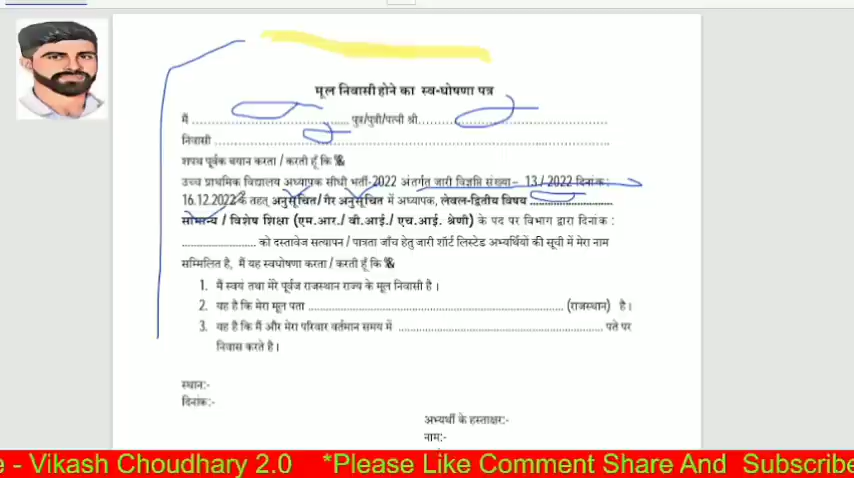 मूल निवासी होने का स्व-घोषणा पत्र
मैं ........................................... पुत्र/पुत्री/पत्नी श्री...............................................
निवासी ....................................................................................................
शपथ पूर्वक बयान करता / करती हूँ कि %&
उच्च प्राथमिक विद्यालय अध्यापक सीधी भर्ती-2022 अंतर्गत जारी विज्ञप्ति संख्या– 13 / 2022 दिनांक:
16.12.2022 के तहत् अनुसूचित/ गैर अनुसूचित में अध्यापक, लेवल-द्वितीय विषय .........................
सामान्य / विशेष शिक्षा (एम.आर./ वी.आई./ एच.आई. श्रेणी) के पद पर विभाग द्वारा दिनांक :
...................... को दस्तावेज सत्यापन / पात्रता जाँच हेतु जारी शॉर्ट लिस्टेड अभ्यर्थियों की सूची में मेरा नाम
सम्मिलित है, मैं यह स्वघोषणा करता / करती हूँ कि %&
1. मैं स्वयं तथा मेरे पूर्वज राजस्थान राज्य के मूल निवासी है ।
2. यह है कि मेरा मूल पता .................................................................... (राजस्थान) है ।
3. यह है कि मैं और मेरा परिवार वर्तमान समय में ....................................................... पते पर
निवास करते है ।
स्थान:-
दिनांक:-
अभ्यर्थी के हस्ताक्षर:-
नाम:-
e - Vikash Choudhary 2.0 *Please Like Comment Share And Subscribe